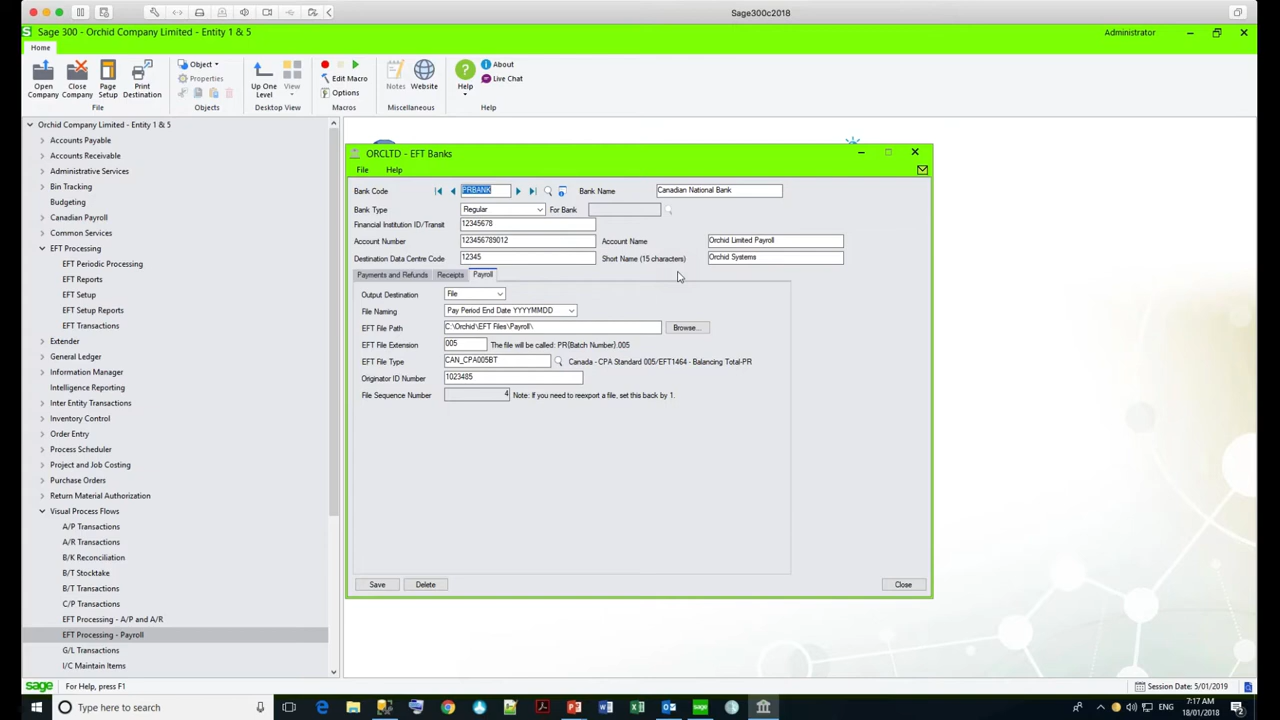 Sage300c2018
Sage 300 - Orchid Company Limited - Entity 1 & 5
Administrator
Home
Open Company
Close Company
Page Setup
Print Destination
File
Object
Properties
Objects
Up One Level
View
Desktop View
Edit Macro
Options
Macros
Notes
Website
Miscellaneous
Help
About
Live Chat
Help
Orchid Company Limited - Entity 1 & 5
Accounts Payable
Accounts Receivable
Administrative Services
Bin Tracking
Budgeting
Canadian Payroll
Common Services
EFT Processing
EFT Periodic Processing
EFT Reports
EFT Setup
EFT Setup Reports
EFT Transactions
Extender
General Ledger
Information Manager
Intelligence Reporting
Inter Entity Transactions
Inventory Control
Order Entry
Process Scheduler
Project and Job Costing
Purchase Orders
Return Material Authorization
Visual Process Flows
A/P Transactions
A/R Transactions
B/K Reconciliation
B/T Stocktake
B/T Transactions
C/P Transactions
EFT Processing - A/P and A/R
EFT Processing - Payroll
G/L Transactions
I/C Maintain Items
ORCLTD - EFT Banks
File Help
Bank Code PRBANK Bank Name Canadian National Bank
Bank Type Regular For Bank
Financial Institution ID/Transit 12345678
Account Number 123456789012 Account Name Orchid Limited Payroll
Destination Data Centre Code 12345 Short Name (15 characters) Orchid Systems
Payments and Refunds Receipts Payroll
Output Destination File
File Naming Pay Period End Date YYYYMMDD
EFT File Path C:\Orchid\EFT Files\Payroll\ Browse...
EFT File Extension 005 The file will be called: PR{Batch Number}.005
EFT File Type CAN_CPA005BT Canada - CPA Standard 005/EFT1464 - Balancing Total-PR
Originator ID Number 1023485
File Sequence Number 4 Note: If you need to reexport a file, set this back by 1.
Save Delete Close
sage For Help, press F1
Session Date: 5/01/2019
Type here to search
ENG
7:17 AM
18/01/2018